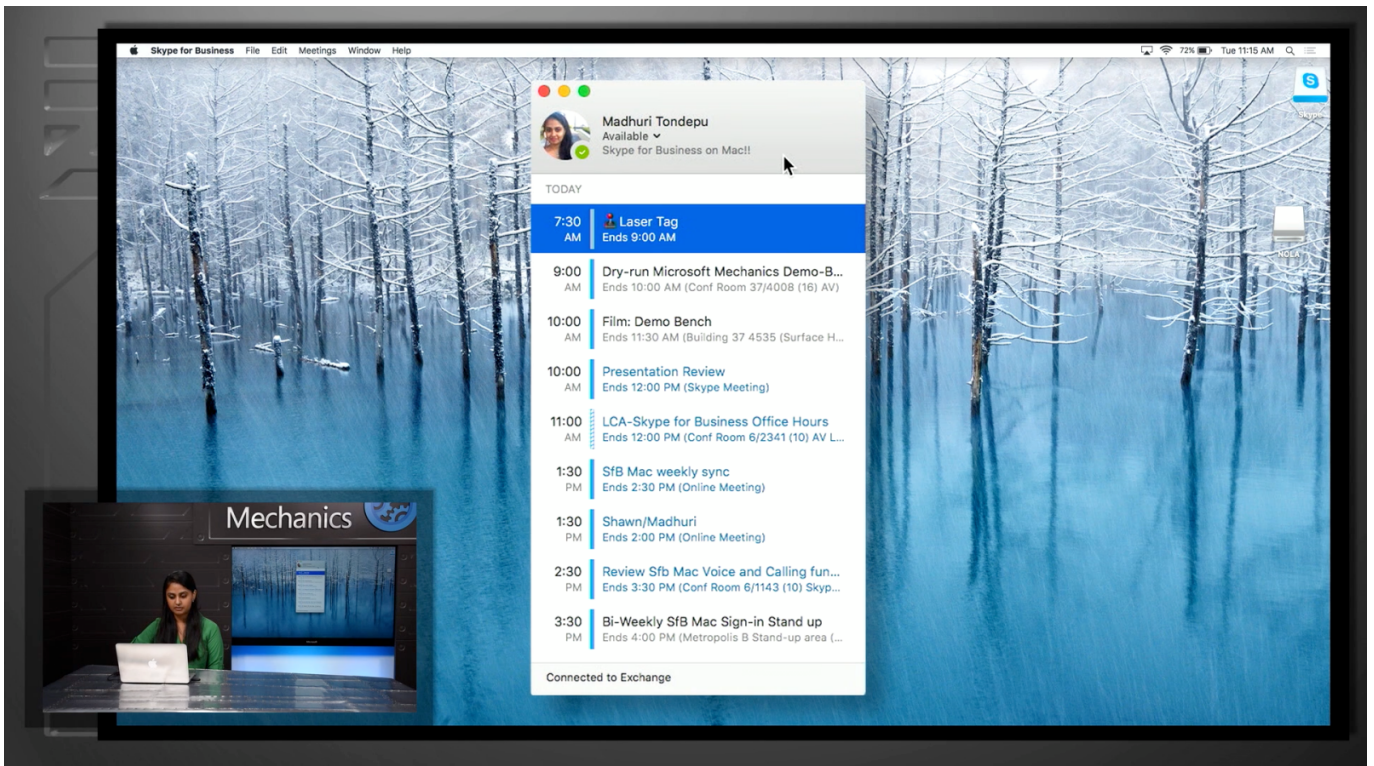 Skype for Business File Edit Meetings Window Help
72% Tue 11:15 AM
Skype
NOLA
Madhuri Tondepu
Available
Skype for Business on Mac!!
TODAY
7:30 AM
Laser Tag
Ends 9:00 AM
9:00 AM
Dry-run Microsoft Mechanics Demo-B...
Ends 10:00 AM (Conf Room 37/4008 (16) AV)
10:00 AM
Film: Demo Bench
Ends 11:30 AM (Building 37 4535 (Surface H...
10:00 AM
Presentation Review
Ends 12:00 PM (Skype Meeting)
11:00 AM
LCA-Skype for Business Office Hours
Ends 12:00 PM (Conf Room 6/2341 (10) AV L...
1:30 PM
SfB Mac weekly sync
Ends 2:30 PM (Online Meeting)
1:30 PM
Shawn/Madhuri
Ends 2:00 PM (Online Meeting)
2:30 PM
Review Sfb Mac Voice and Calling fun...
Ends 3:30 PM (Conf Room 6/1143 (10) Skyp...
3:30 PM
Bi-Weekly SfB Mac Sign-in Stand up
Ends 4:00 PM (Metropolis B Stand-up area (...
Connected to Exchange
Mechanics